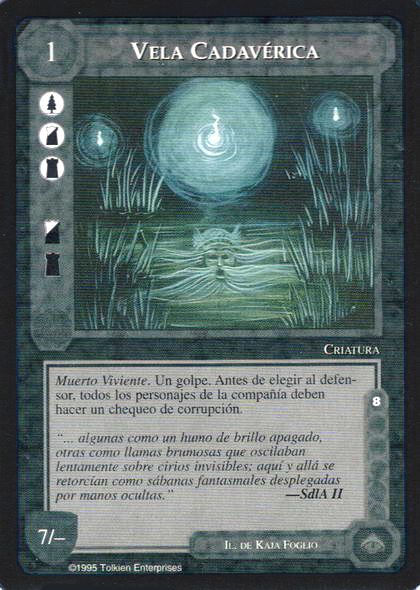 1
VELA CADAVÉRICA
CRIATURA
Muerto Viviente. Un golpe. Antes de elegir al defen-
sor, todos los personajes de la compañía deben
hacer un chequeo de corrupción.
8
“... algunas como un humo de brillo apagado,
otras como llamas brumosas que oscilaban
lentamente sobre cirios invisibles; aquí y allá se
retorcían como sábanas fantasmales desplegadas
por manos ocultas.” —SdlA II
7/–
IL. DE KAJA FOGLIO
©1995 Tolkien Enterprises